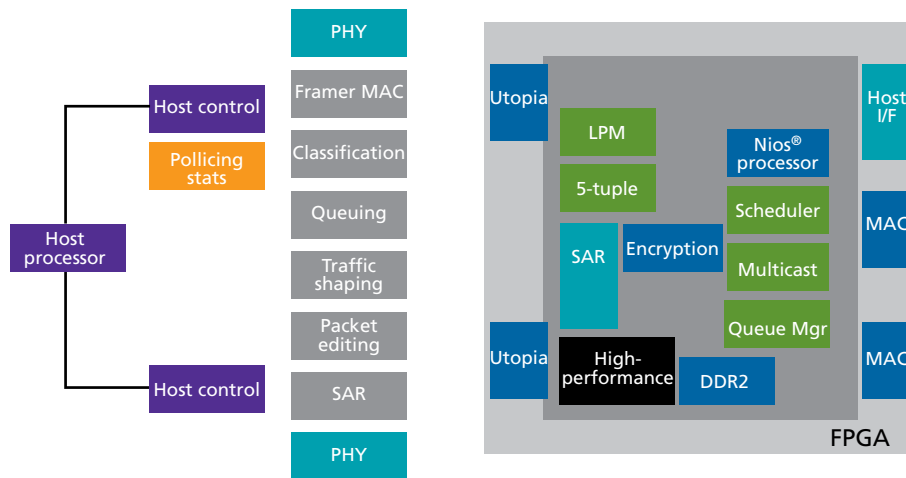 PHY
Host control
Framer MAC
Pollicing
stats
Classification
Queuing
Host
processor
Traffic
shaping
Packet
editing
Host control
SAR
PHY
Utopia
Host
I/F
LPM
Nios®
processor
5-tuple
Scheduler
MAC
SAR
Encryption
Multicast
Queue Mgr
Utopia
High-
performance
DDR2
MAC
FPGA